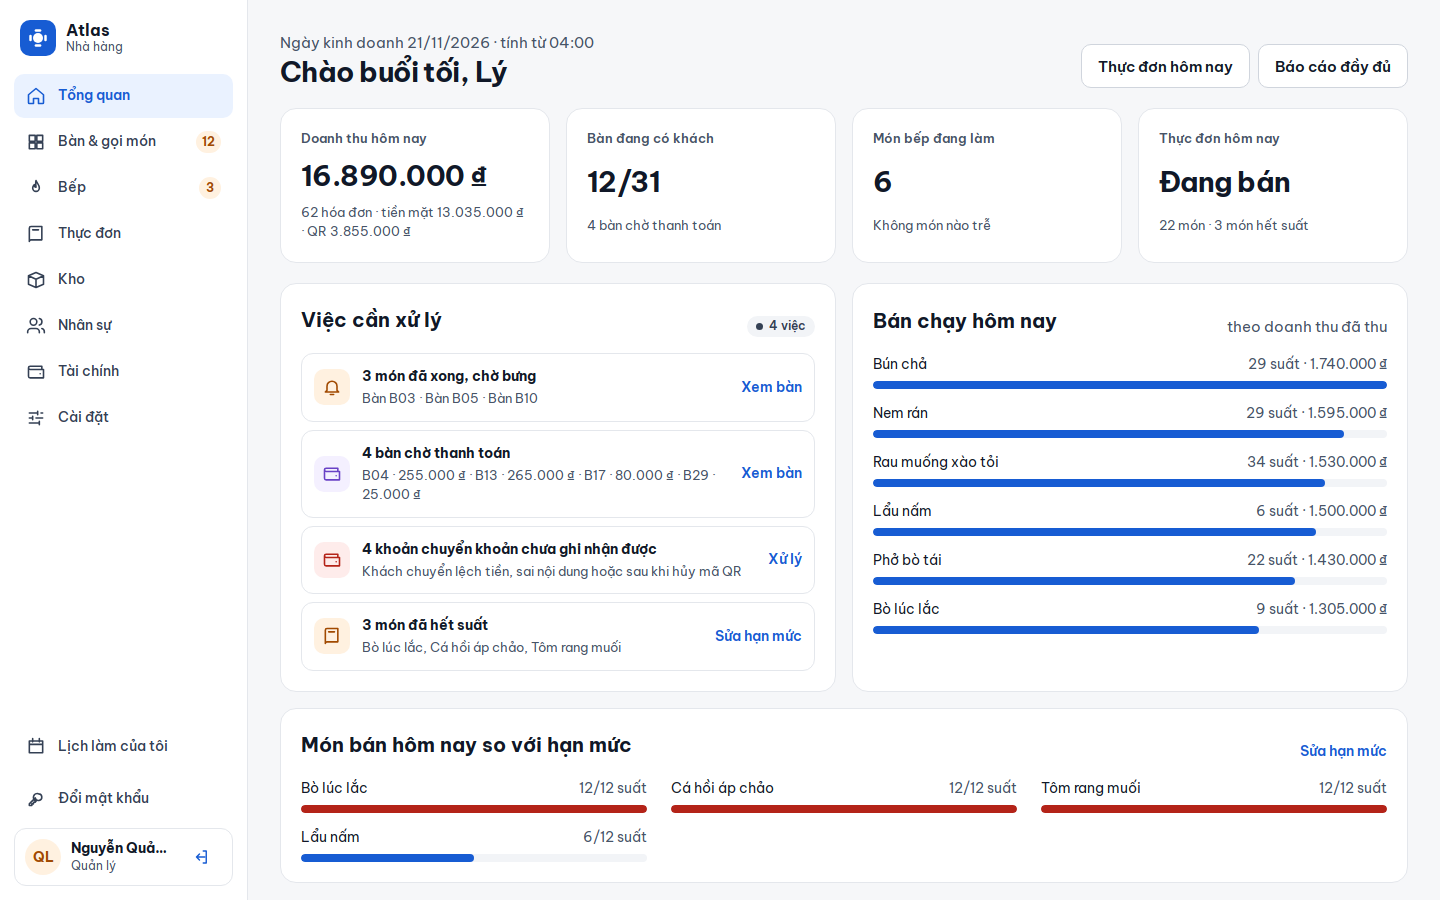 Atlas
Nhà hàng
Tổng quan
Bàn & gọi món 12
Bếp 3
Thực đơn
Kho
Nhân sự
Tài chính
Cài đặt
Lịch làm của tôi
Đổi mật khẩu
QL
Nguyễn Quả...
Quản lý
Ngày kinh doanh 21/11/2026 · tính từ 04:00
Chào buổi tối, Lý
Thực đơn hôm nay
Báo cáo đầy đủ
Doanh thu hôm nay
16.890.000 ₫
62 hóa đơn · tiền mặt 13.035.000 ₫
· QR 3.855.000 ₫
Bàn đang có khách
12/31
4 bàn chờ thanh toán
Món bếp đang làm
6
Không món nào trễ
Thực đơn hôm nay
Đang bán
22 món · 3 món hết suất
Việc cần xử lý
4 việc
3 món đã xong, chờ bưng
Bàn B03 · Bàn B05 · Bàn B10
Xem bàn
4 bàn chờ thanh toán
B04 · 255.000 ₫ · B13 · 265.000 ₫ · B17 · 80.000 ₫ · B29 ·
25.000 ₫
Xem bàn
4 khoản chuyển khoản chưa ghi nhận được
Khách chuyển lệch tiền, sai nội dung hoặc sau khi hủy mã QR
Xử lý
3 món đã hết suất
Bò lúc lắc, Cá hồi áp chảo, Tôm rang muối
Sửa hạn mức
Bán chạy hôm nay
theo doanh thu đã thu
Bún chả 29 suất · 1.740.000 ₫
Nem rán 29 suất · 1.595.000 ₫
Rau muống xào tỏi 34 suất · 1.530.000 ₫
Lẩu nấm 6 suất · 1.500.000 ₫
Phở bò tái 22 suất · 1.430.000 ₫
Bò lúc lắc 9 suất · 1.305.000 ₫
Món bán hôm nay so với hạn mức
Sửa hạn mức
Bò lúc lắc 12/12 suất
Cá hồi áp chảo 12/12 suất
Tôm rang muối 12/12 suất
Lẩu nấm 6/12 suất